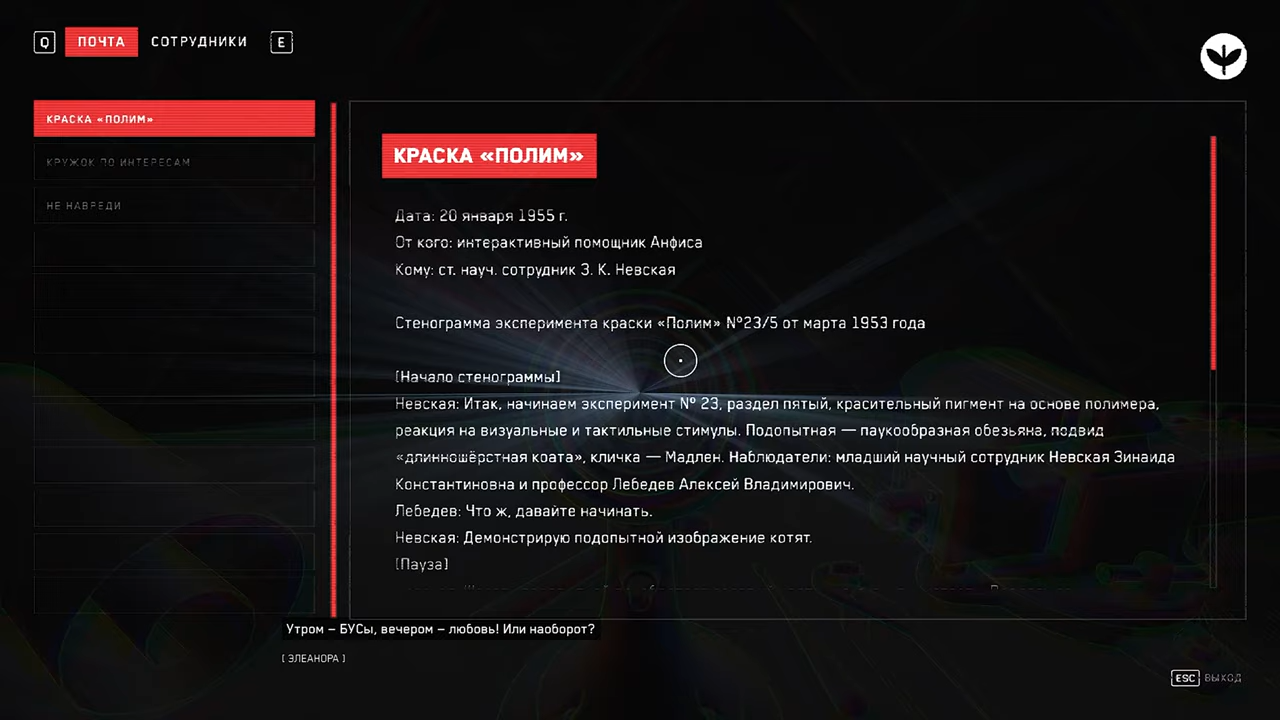 Q ПОЧТА СОТРУДНИКИ E
КРАСКА «ПОЛИМ»
КРУЖОК ПО ИНТЕРЕСАМ
НЕ НАВРЕДИ
КРАСКА «ПОЛИМ»
Дата: 20 января 1955 г.
От кого: интерактивный помощник Анфиса
Кому: ст. науч. сотрудник З. К. Невская
Стенограмма эксперимента краски «Полим» №23/5 от марта 1953 года
[Начало стенограммы]
Невская: Итак, начинаем эксперимент № 23, раздел пятый, красительный пигмент на основе полимера,
реакция на визуальные и тактильные стимулы. Подопытная — паукообразная обезьяна, подвид
«длинношёрстная коата», кличка — Мадлен. Наблюдатели: младший научный сотрудник Невская Зинаида
Константиновна и профессор Лебедев Алексей Владимирович.
Лебедев: Что ж, давайте начинать.
Невская: Демонстрирую подопытной изображение котят.
[Пауза]
Утром – БУСы, вечером – любовь! Или наоборот?
[ ЭЛЕАНОРА ]
ESC ВЫХОД